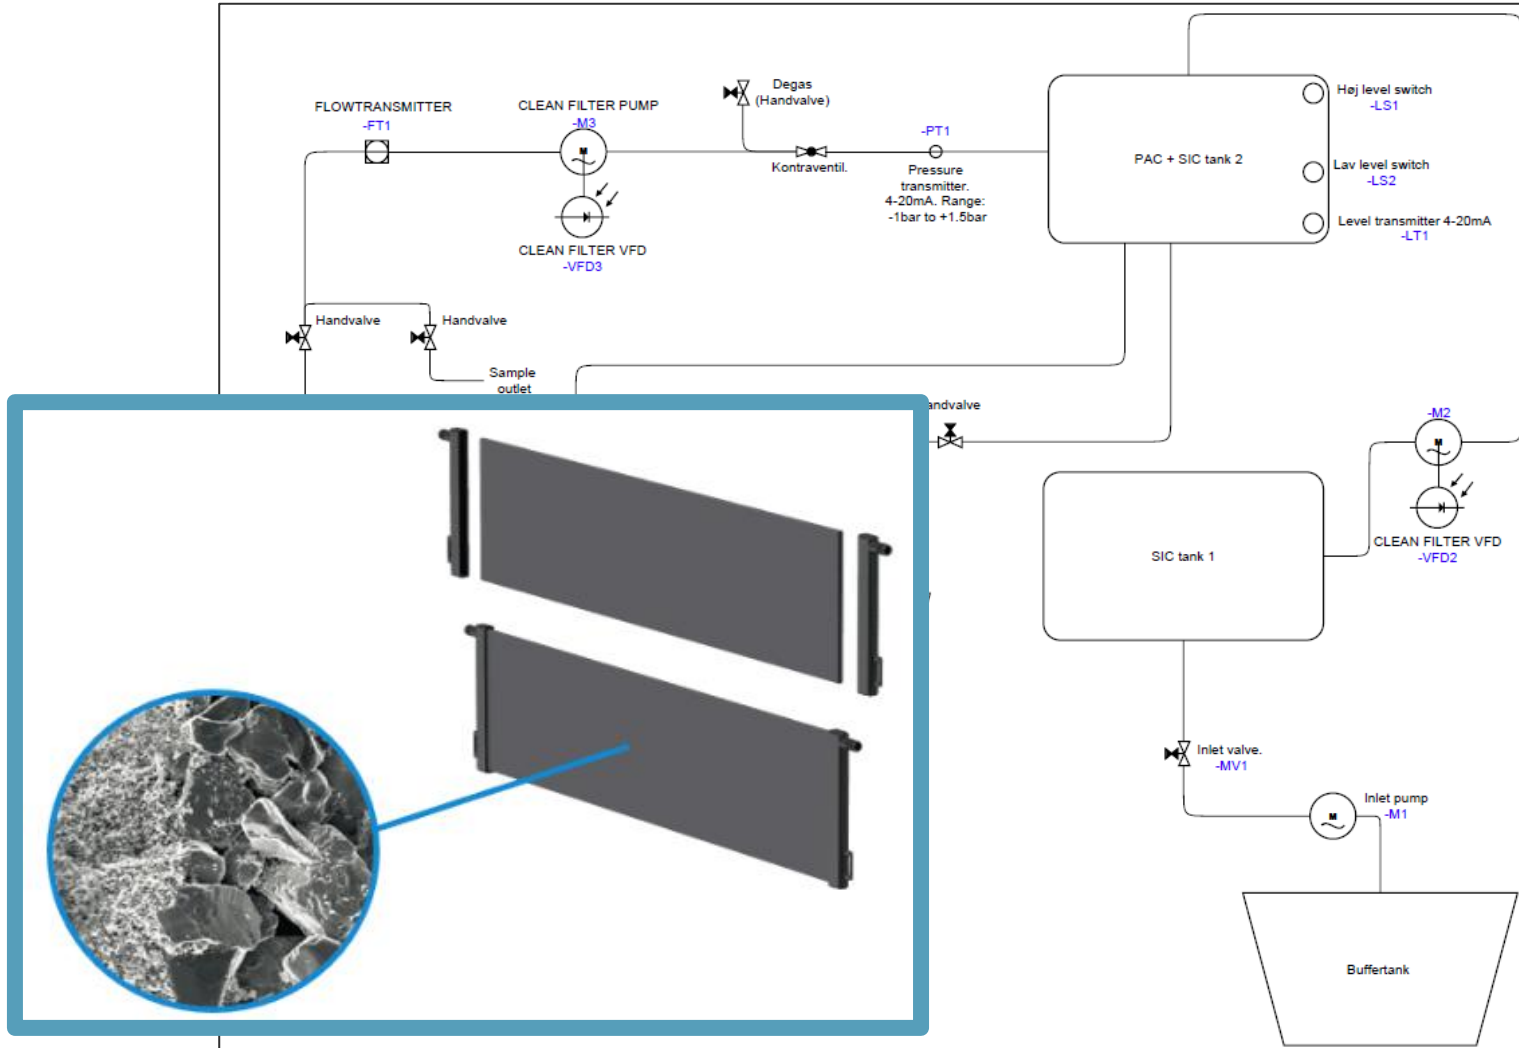 Degas
(Handvalve)
FLOWTRANSMITTER
-FT1
CLEAN FILTER PUMP
-M3
M
Kontraventil.
-PT1
Pressure
transmitter.
4-20mA. Range:
-1bar to +1.5bar
PAC + SIC tank 2
Høj level switch
-LS1
Lav level switch
-LS2
Level transmitter 4-20mA
-LT1
CLEAN FILTER VFD
-VFD3
Handvalve
Handvalve
Sample
outlet
andvalve
-M2
M
CLEAN FILTER VFD
-VFD2
SIC tank 1
Inlet valve.
-MV1
Inlet pump
-M1
M
Buffertank